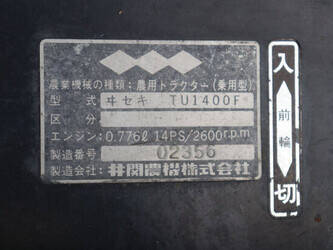 農業機械の種類:農用トラクター(乗用型)
型式 ヰセキ TU1400F
区分
エンジン:0.776ℓ 14PS/2600r.p.m
製造番号 02356
製造会社:井関農機株式会社
入
前輪
切